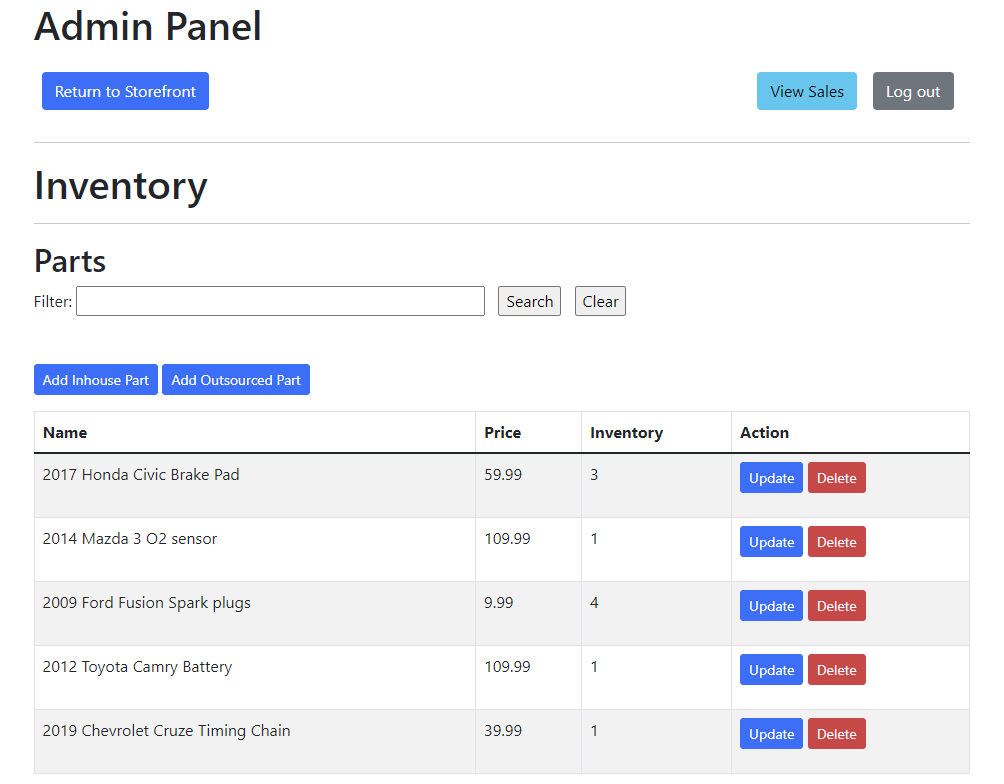 Admin Panel
Return to Storefront View Sales Log out
Inventory
Parts
Filter: Search Clear
Add Inhouse Part Add Outsourced Part
Name Price Inventory Action
2017 Honda Civic Brake Pad 59.99 3 Update Delete
2014 Mazda 3 O2 sensor 109.99 1 Update Delete
2009 Ford Fusion Spark plugs 9.99 4 Update Delete
2012 Toyota Camry Battery 109.99 1 Update Delete
2019 Chevrolet Cruze Timing Chain 39.99 1 Update Delete